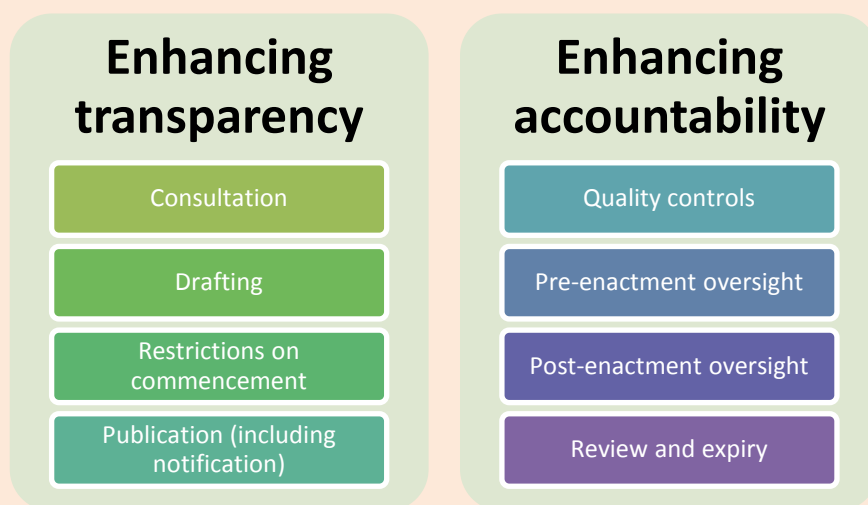 Enhancing
transparency
Consultation
Drafting
Restrictions on
commencement
Publication (including
notification)
Enhancing
accountability
Quality controls
Pre-enactment oversight
Post-enactment oversight
Review and expiry